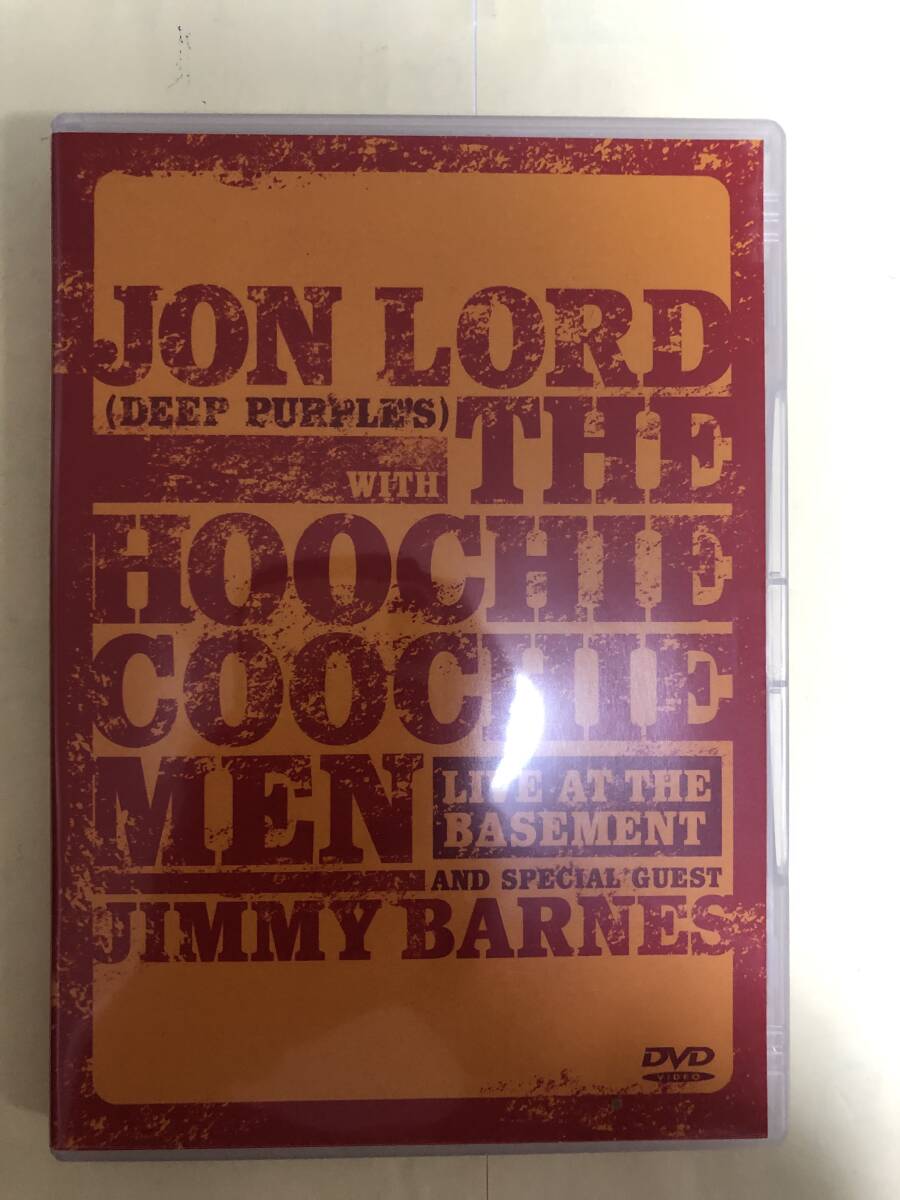 JON LORD
(DEEP PURPLE'S)
WITH THE
HOOCHIE
COOCHIE
MEN
LIVE AT THE
BASEMENT
AND SPECIAL GUEST
JIMMY BARNES
DVD
VIDEO